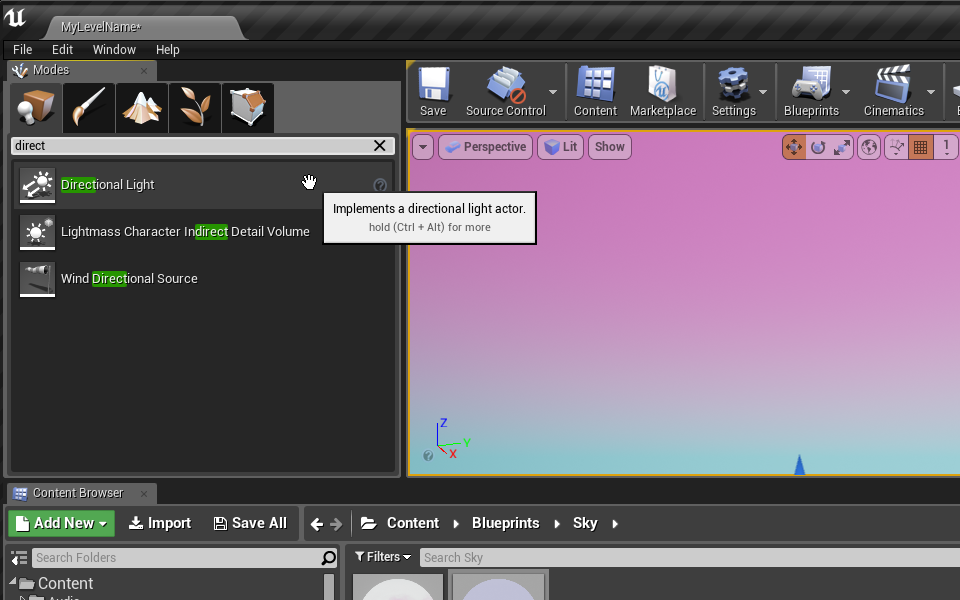 MyLevelName*
File Edit Window Help
Modes
direct
Directional Light
Lightmass Character Indirect Detail Volume
Wind Directional Source
Implements a directional light actor.
hold (Ctrl + Alt) for more
Save Source Control Content Marketplace Settings Blueprints Cinematics
Perspective Lit Show 1
Z
Y
X
Content Browser
Add New Import Save All Content Blueprints Sky
Search Folders
Filters Search Sky
Content
Audio